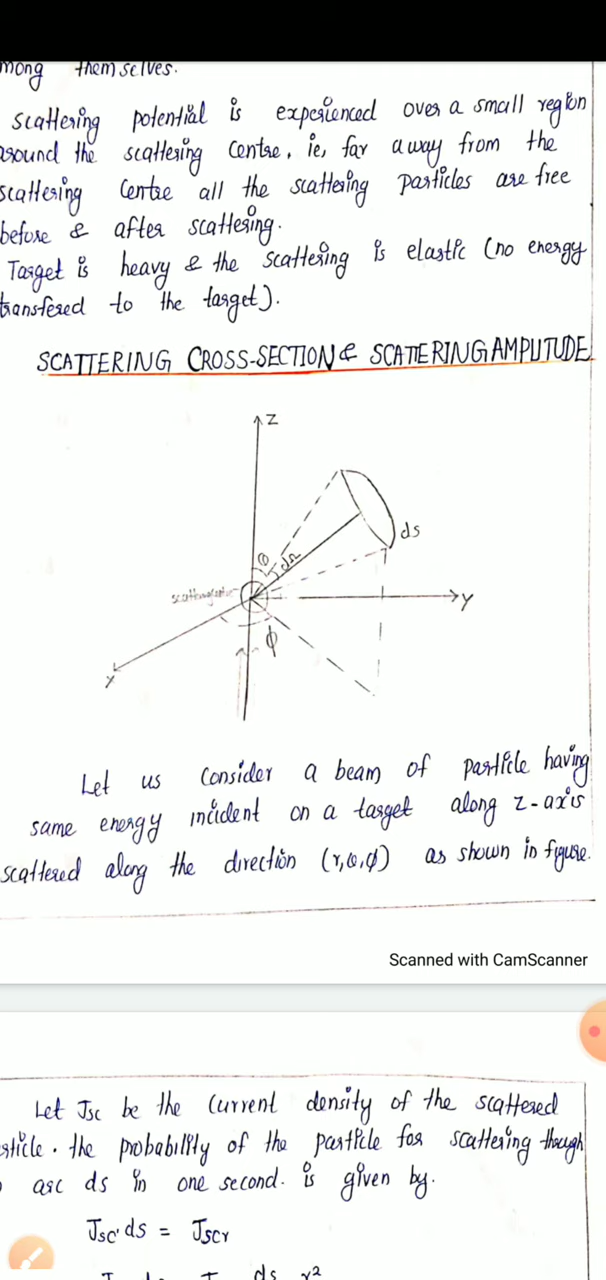 mong themselves.
scattering potential is experienced over a small region
around the scattering centre. ie, far away from the
scattering centre all the scattering particles are free
before & after scattering.
Target is heavy & the scattering is elastic (no energy
transfered to the target).
SCATTERING CROSS-SECTION & SCATTERING AMPLITUDE
Z
ds
θ
dΩ
Y
ϕ
X
Let us consider a beam of particle having
same energy incident on a target along z-axis
scattered along the direction (r,θ,ϕ) as shown in figure.
Scanned with CamScanner
Let Jsc be the current density of the scattered
rticle. the probability of the particle for scattering though
arc ds in one second. is given by.
Jsc·ds = Jscr
ds r²